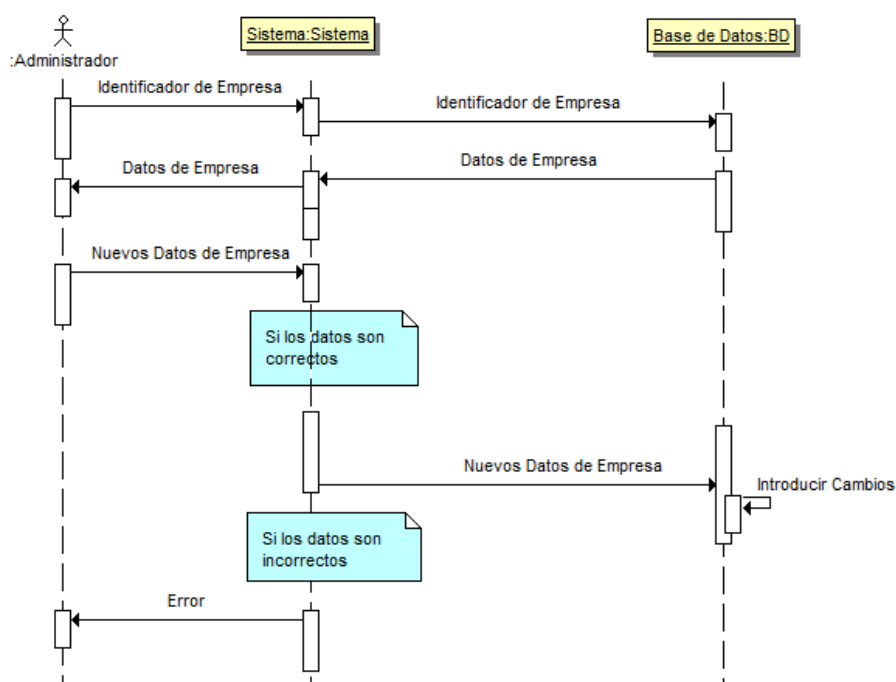 Sistema:Sistema
Base de Datos:BD
:Administrador
Identificador de Empresa
Identificador de Empresa
Datos de Empresa
Datos de Empresa
Nuevos Datos de Empresa
Si los datos son
correctos
Nuevos Datos de Empresa
Introducir Cambios
Si los datos son
incorrectos
Error